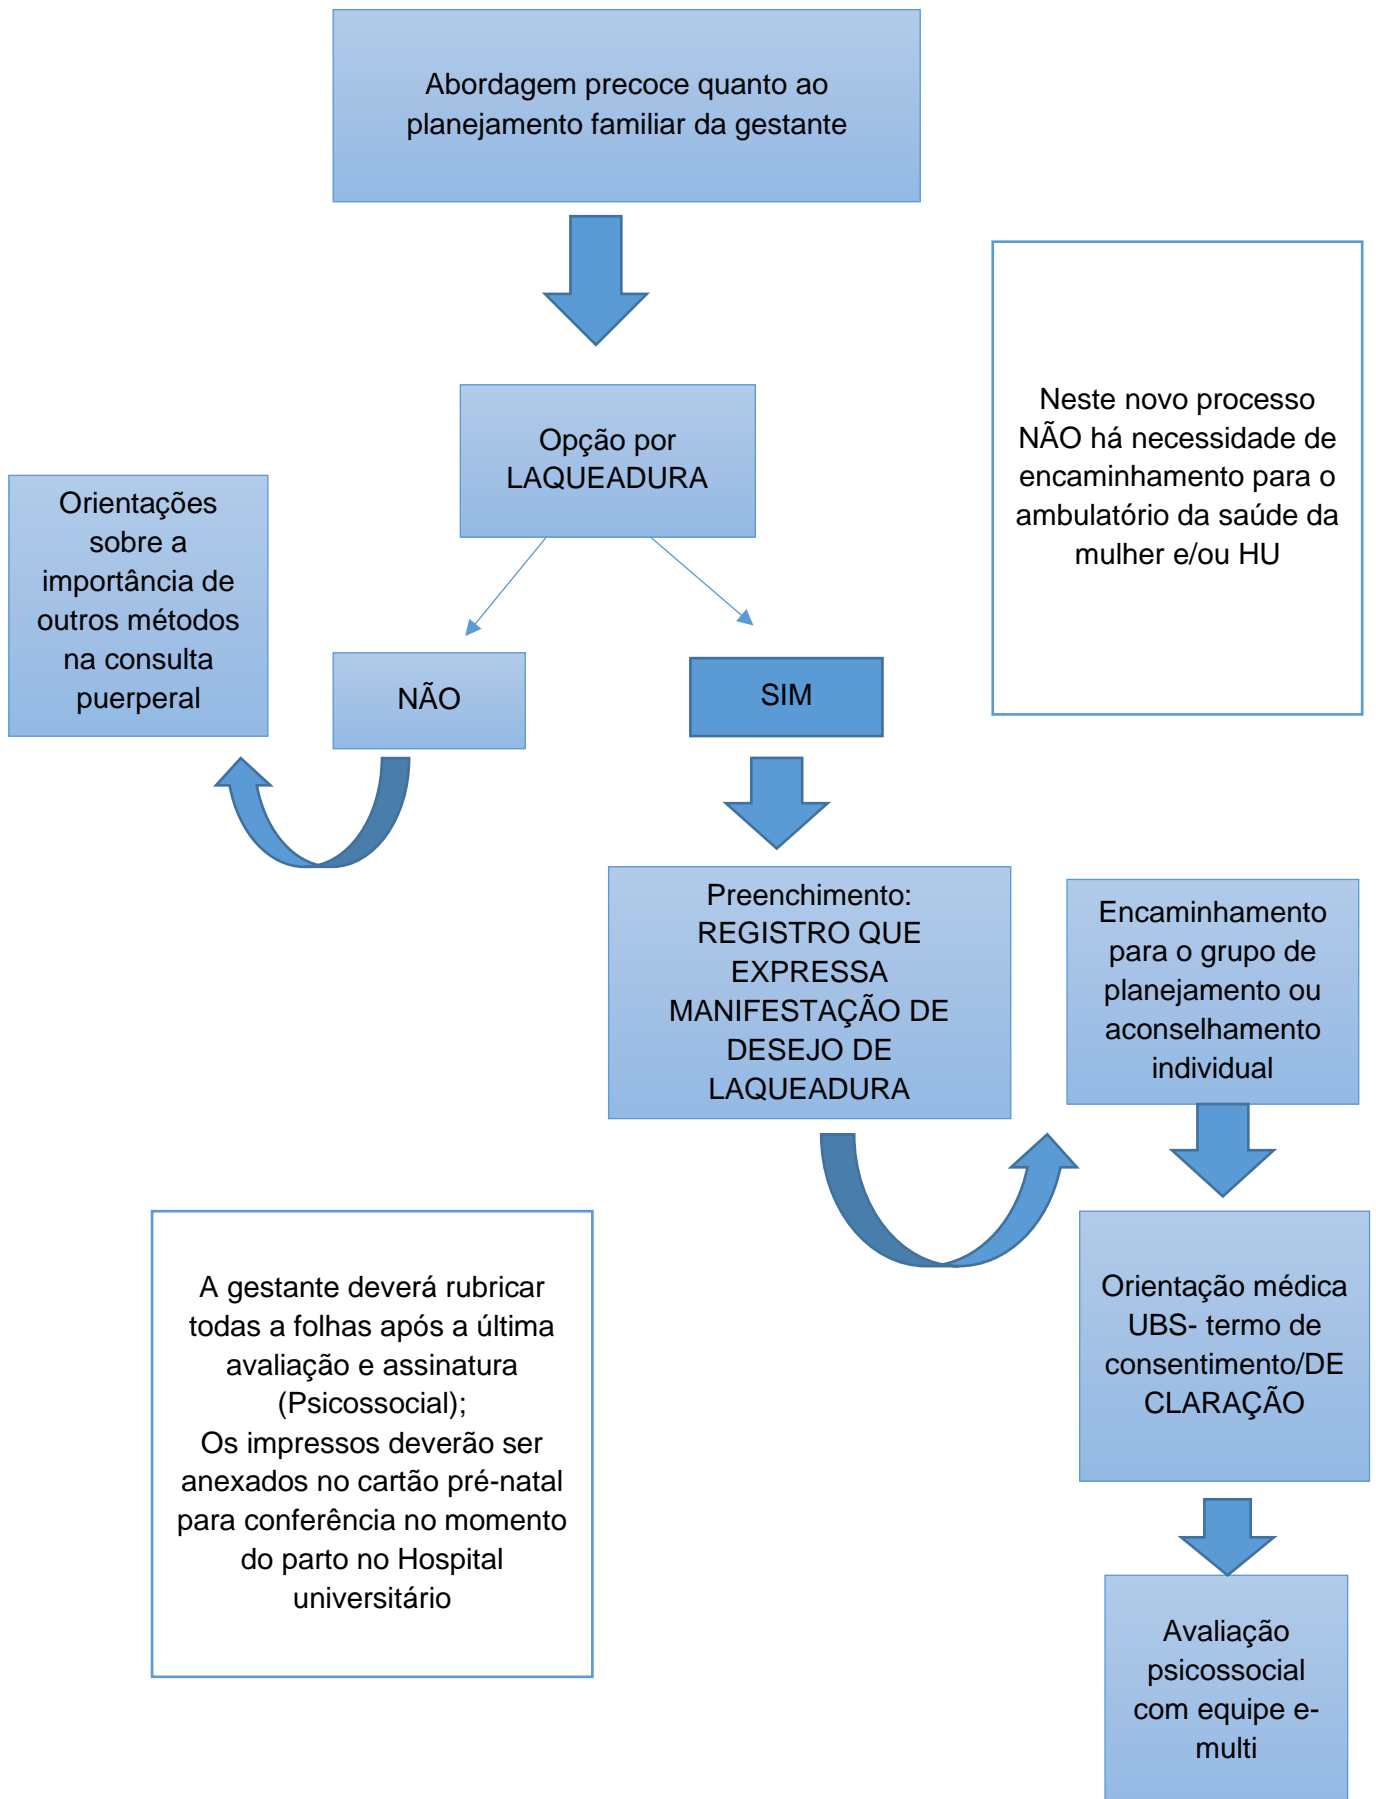 Abordagem precoce quanto ao
planejamento familiar da gestante
Opção por
LAQUEADURA
Neste novo processo
NÃO há necessidade de
encaminhamento para o
ambulatório da saúde da
mulher e/ou HU
Orientações
sobre a
importância de
outros métodos
na consulta
puerperal
NÃO
SIM
Preenchimento:
REGISTRO QUE
EXPRESSA
MANIFESTAÇÃO DE
DESEJO DE
LAQUEADURA
Encaminhamento
para o grupo de
planejamento ou
aconselhamento
individual
Orientação médica
UBS- termo de
consentimento/DE
CLARAÇÃO
A gestante deverá rubricar
todas a folhas após a última
avaliação e assinatura
(Psicossocial);
Os impressos deverão ser
anexados no cartão pré-natal
para conferência no momento
do parto no Hospital
universitário
Avaliação
psicossocial
com equipe e-
multi